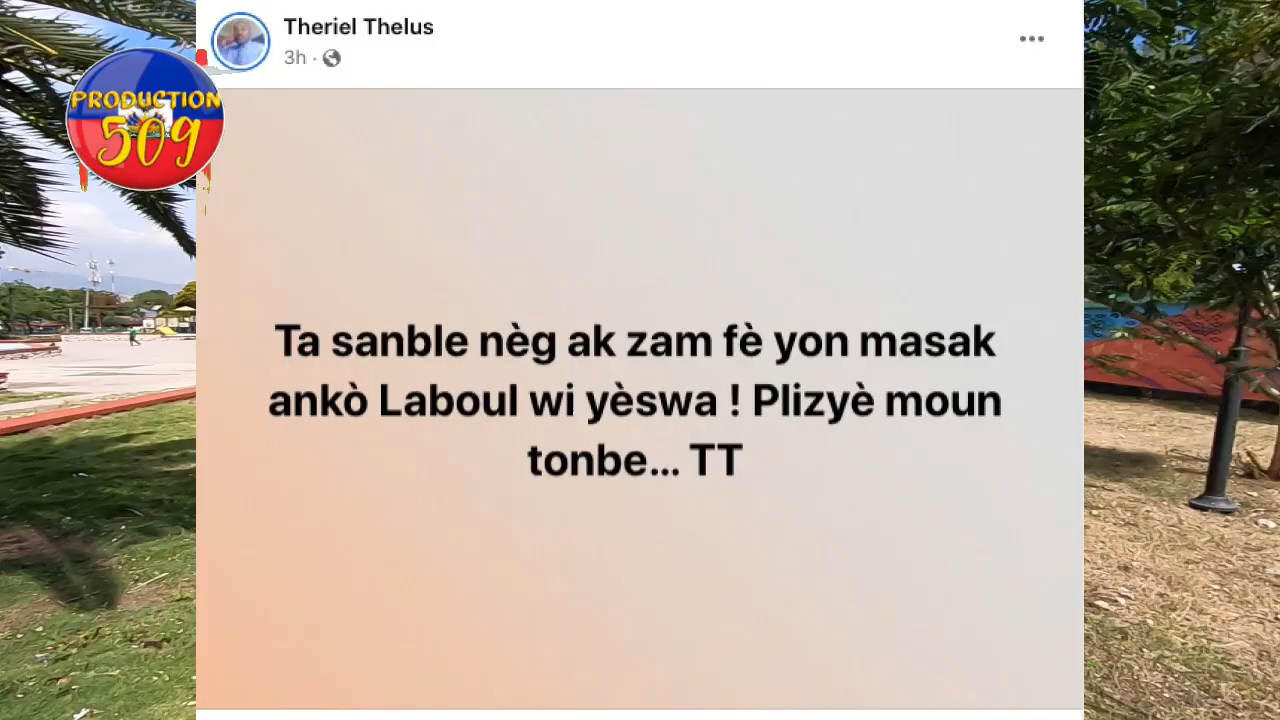 Theriel Thelus
3h ·
PRODUCTION
509
Ta sanble nèg ak zam fè yon masak
ankò Laboul wi yèswa ! Plizyè moun
tonbe... TT